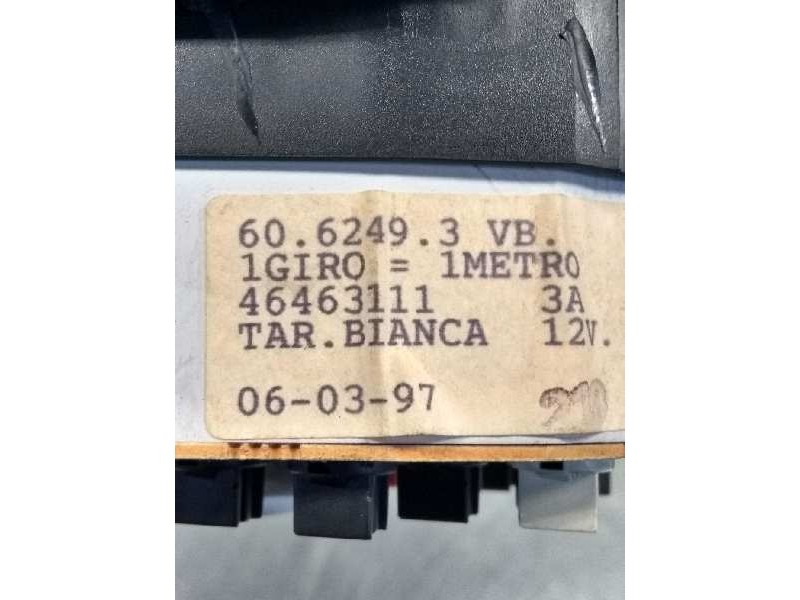 60.6249.3 VB.
1GIRO = 1METRO
46463111 3A
TAR.BIANCA 12V.
06-03-97